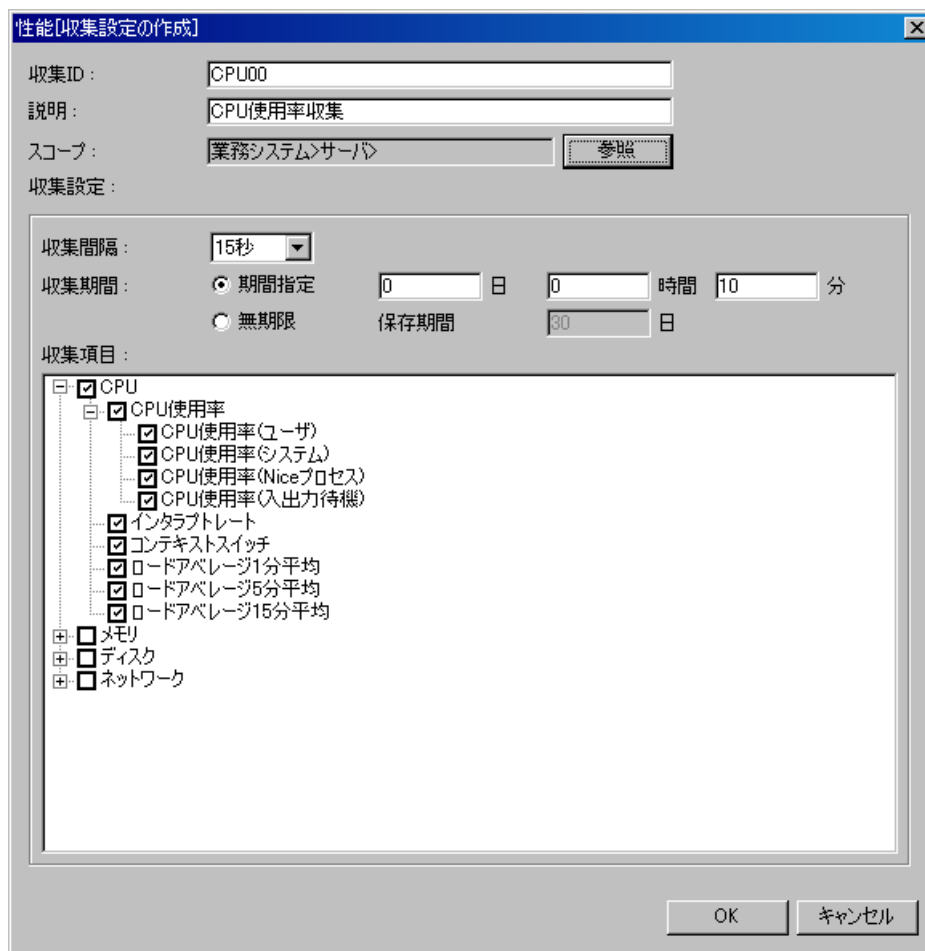 性能[収集設定の作成]
収集ID : CPU00
説明 : CPU使用率収集
スコープ : 業務システム>サーバ> 参照
収集設定 :
収集間隔 : 15秒
収集期間 : 期間指定 0 日 0 時間 10 分
無期限 保存期間 30 日
収集項目 :
CPU
CPU使用率
CPU使用率(ユーザ)
CPU使用率(システム)
CPU使用率(Niceプロセス)
CPU使用率(入出力待機)
インタラプトレート
コンテキストスイッチ
ロードアベレージ1分平均
ロードアベレージ5分平均
ロードアベレージ15分平均
メモリ
ディスク
ネットワーク
OK キャンセル